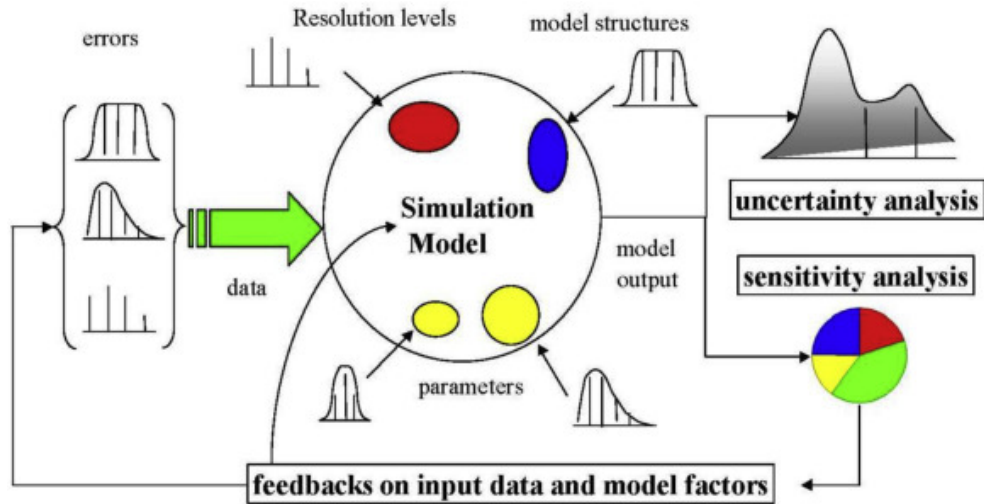 errors
Resolution levels
model structures
data
Simulation
Model
parameters
model
output
uncertainty analysis
sensitivity analysis
feedbacks on input data and model factors